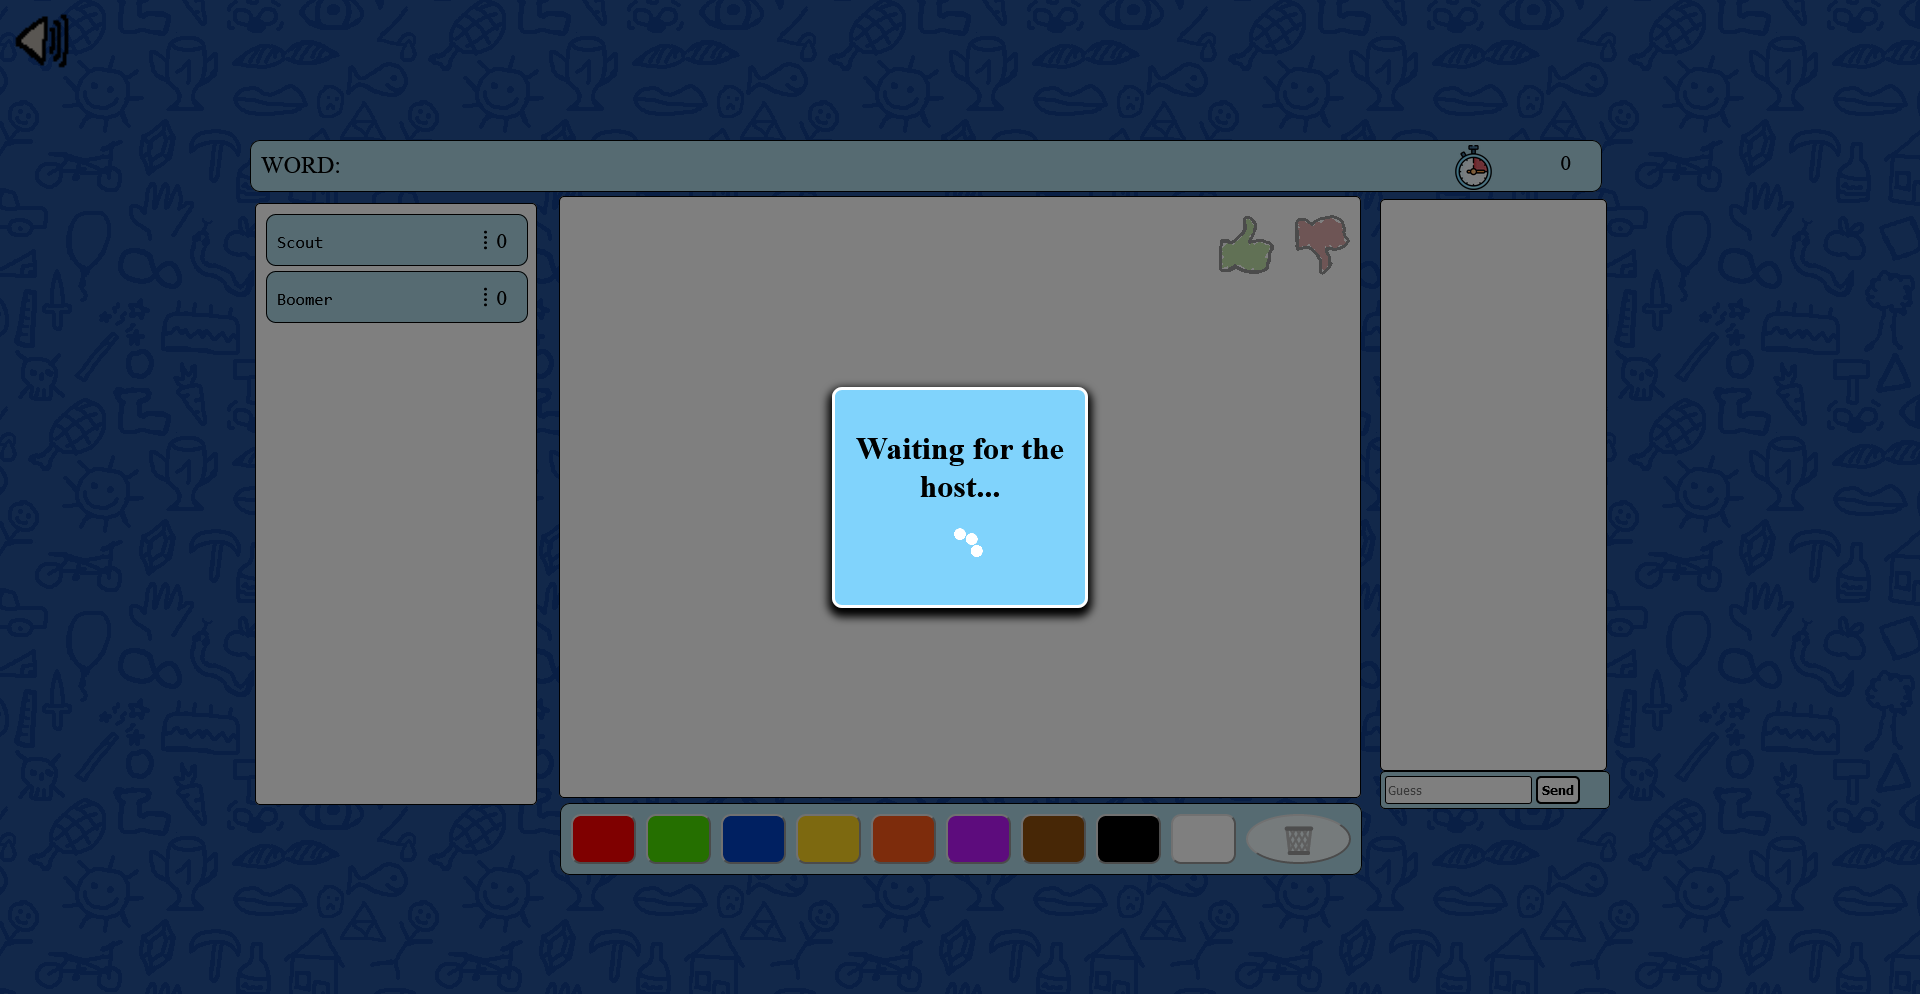 WORD:
0
Scout 0
Boomer 0
Waiting for the
host...
Guess
Send